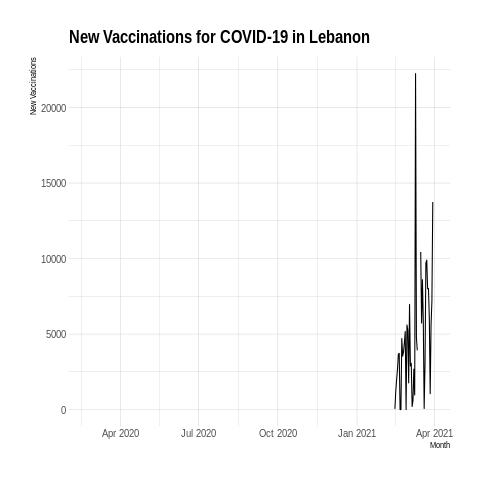 New Vaccinations for COVID-19 in Lebanon
New Vaccinations
20000
15000
10000
5000
0
Apr 2020 Jul 2020 Oct 2020 Jan 2021 Apr 2021
Month